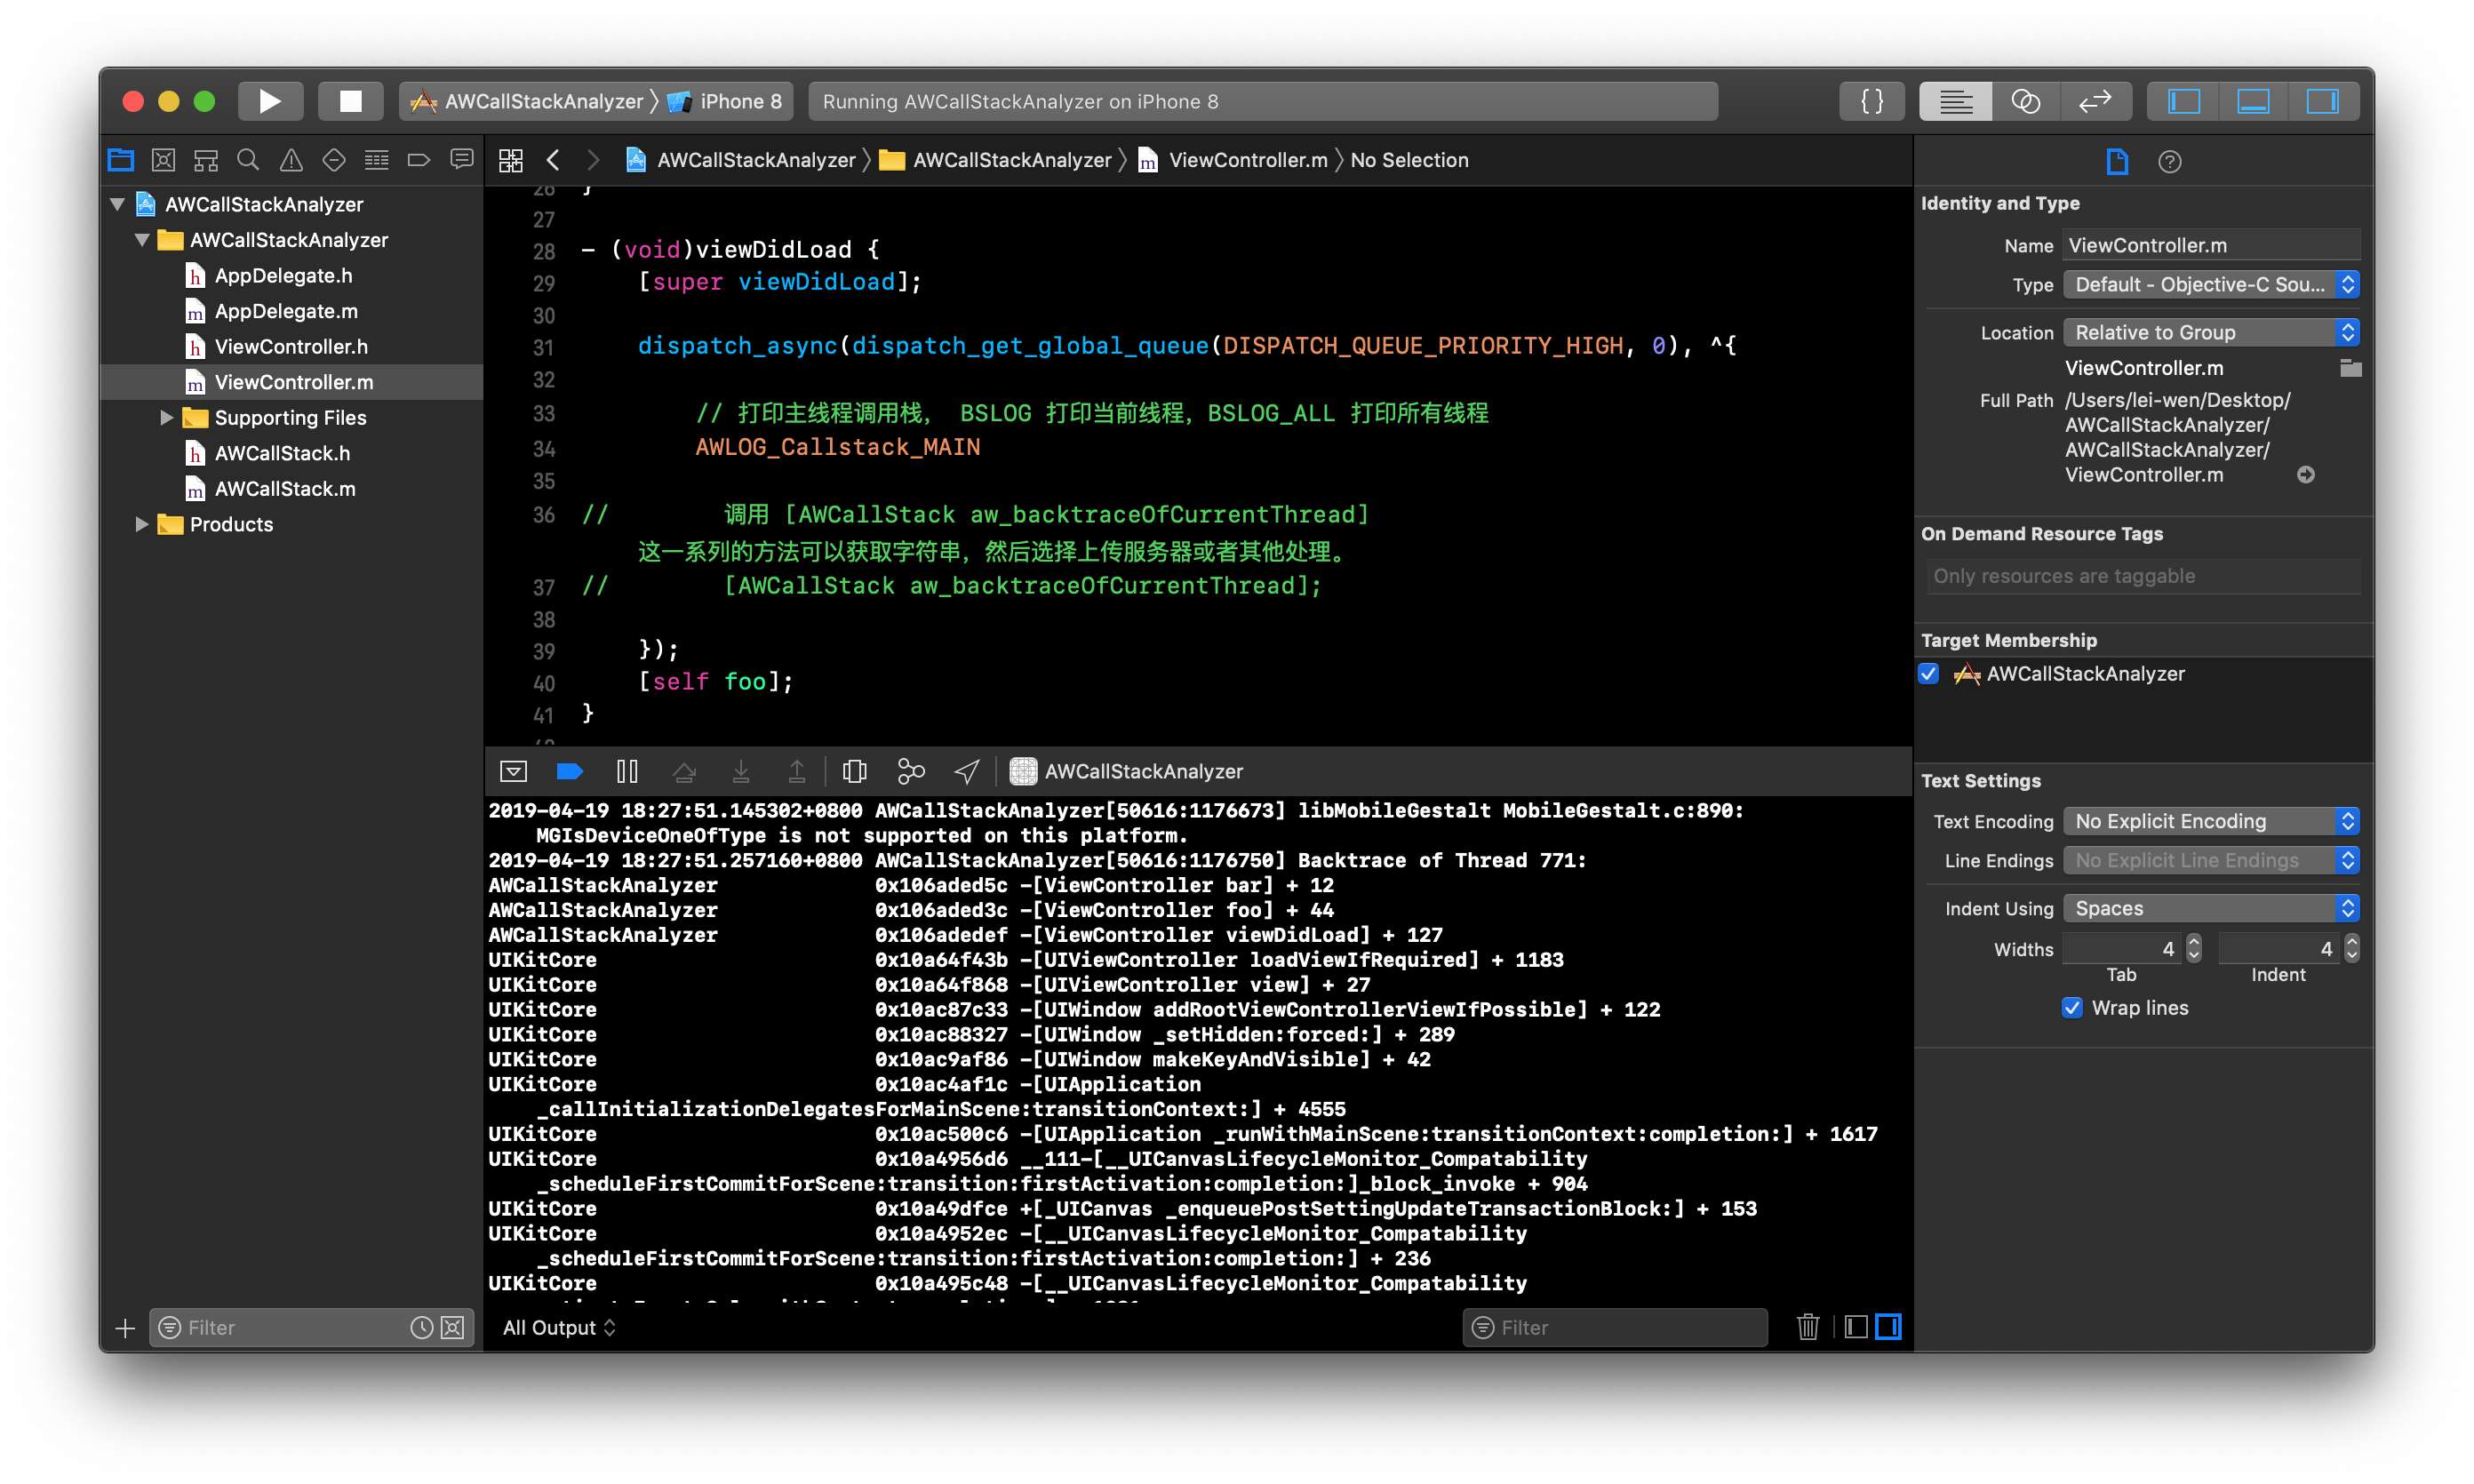 AWCallStackAnalyzer 〉 iPhone 8
Running AWCallStackAnalyzer on iPhone 8
{ }
AWCallStackAnalyzer 〉 AWCallStackAnalyzer 〉 m ViewController.m 〉 No Selection
AWCallStackAnalyzer
AWCallStackAnalyzer
h AppDelegate.h
m AppDelegate.m
h ViewController.h
m ViewController.m
Supporting Files
h AWCallStack.h
m AWCallStack.m
Products
Filter
26 }
27
28 - (void)viewDidLoad {
29 [super viewDidLoad];
30
31 dispatch_async(dispatch_get_global_queue(DISPATCH_QUEUE_PRIORITY_HIGH, 0), ^{
32
33 // 打印主线程调用栈， BSLOG 打印当前线程，BSLOG_ALL 打印所有线程
34 AWLOG_Callstack_MAIN
35
36 // 调用 [AWCallStack aw_backtraceOfCurrentThread]
这一系列的方法可以获取字符串，然后选择上传服务器或者其他处理。
37 // [AWCallStack aw_backtraceOfCurrentThread];
38
39 });
40 [self foo];
41 }
AWCallStackAnalyzer
2019-04-19 18:27:51.145302+0800 AWCallStackAnalyzer[50616:1176673] libMobileGestalt MobileGestalt.c:890:
MGIsDeviceOneOfType is not supported on this platform.
2019-04-19 18:27:51.257160+0800 AWCallStackAnalyzer[50616:1176750] Backtrace of Thread 771:
AWCallStackAnalyzer 0x106aded5c -[ViewController bar] + 12
AWCallStackAnalyzer 0x106aded3c -[ViewController foo] + 44
AWCallStackAnalyzer 0x106adedef -[ViewController viewDidLoad] + 127
UIKitCore 0x10a64f43b -[UIViewController loadViewIfRequired] + 1183
UIKitCore 0x10a64f868 -[UIViewController view] + 27
UIKitCore 0x10ac87c33 -[UIWindow addRootViewControllerViewIfPossible] + 122
UIKitCore 0x10ac88327 -[UIWindow _setHidden:forced:] + 289
UIKitCore 0x10ac9af86 -[UIWindow makeKeyAndVisible] + 42
UIKitCore 0x10ac4af1c -[UIApplication
_callInitializationDelegatesForMainScene:transitionContext:] + 4555
UIKitCore 0x10ac500c6 -[UIApplication _runWithMainScene:transitionContext:completion:] + 1617
UIKitCore 0x10a4956d6 __111-[__UICanvasLifecycleMonitor_Compatability
_scheduleFirstCommitForScene:transition:firstActivation:completion:]_block_invoke + 904
UIKitCore 0x10a49dfce +[_UICanvas _enqueuePostSettingUpdateTransactionBlock:] + 153
UIKitCore 0x10a4952ec -[__UICanvasLifecycleMonitor_Compatability
_scheduleFirstCommitForScene:transition:firstActivation:completion:] + 236
UIKitCore 0x10a495c48 -[__UICanvasLifecycleMonitor_Compatability
All Output
Filter
Identity and Type
Name ViewController.m
Type Default - Objective-C Sou...
Location Relative to Group
ViewController.m
Full Path /Users/lei-wen/Desktop/
AWCallStackAnalyzer/
AWCallStackAnalyzer/
ViewController.m
On Demand Resource Tags
Only resources are taggable
Target Membership
AWCallStackAnalyzer
Text Settings
Text Encoding No Explicit Encoding
Line Endings No Explicit Line Endings
Indent Using Spaces
Widths 4 4
Tab Indent
Wrap lines